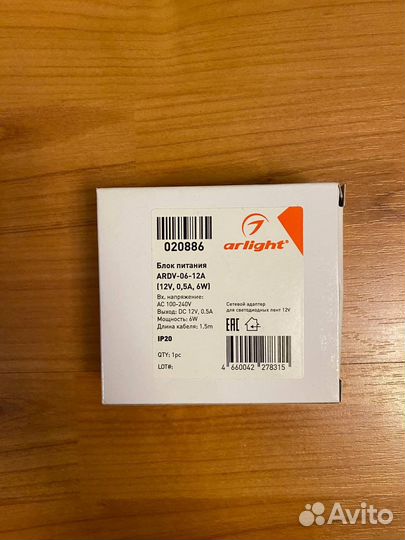 020886
arlight®
Блок питания
ARDV-06-12A
(12V, 0,5A, 6W)
Вх. напряжение:
AC 100-240V
Выход: DC 12V, 0.5A
Мощность: 6W
Длина кабеля: 1,5m
IP20
QTY: 1pc
LOT#:
Сетевой адаптер
для светодиодных лент 12V
EAC
4 660042 278315
Avito